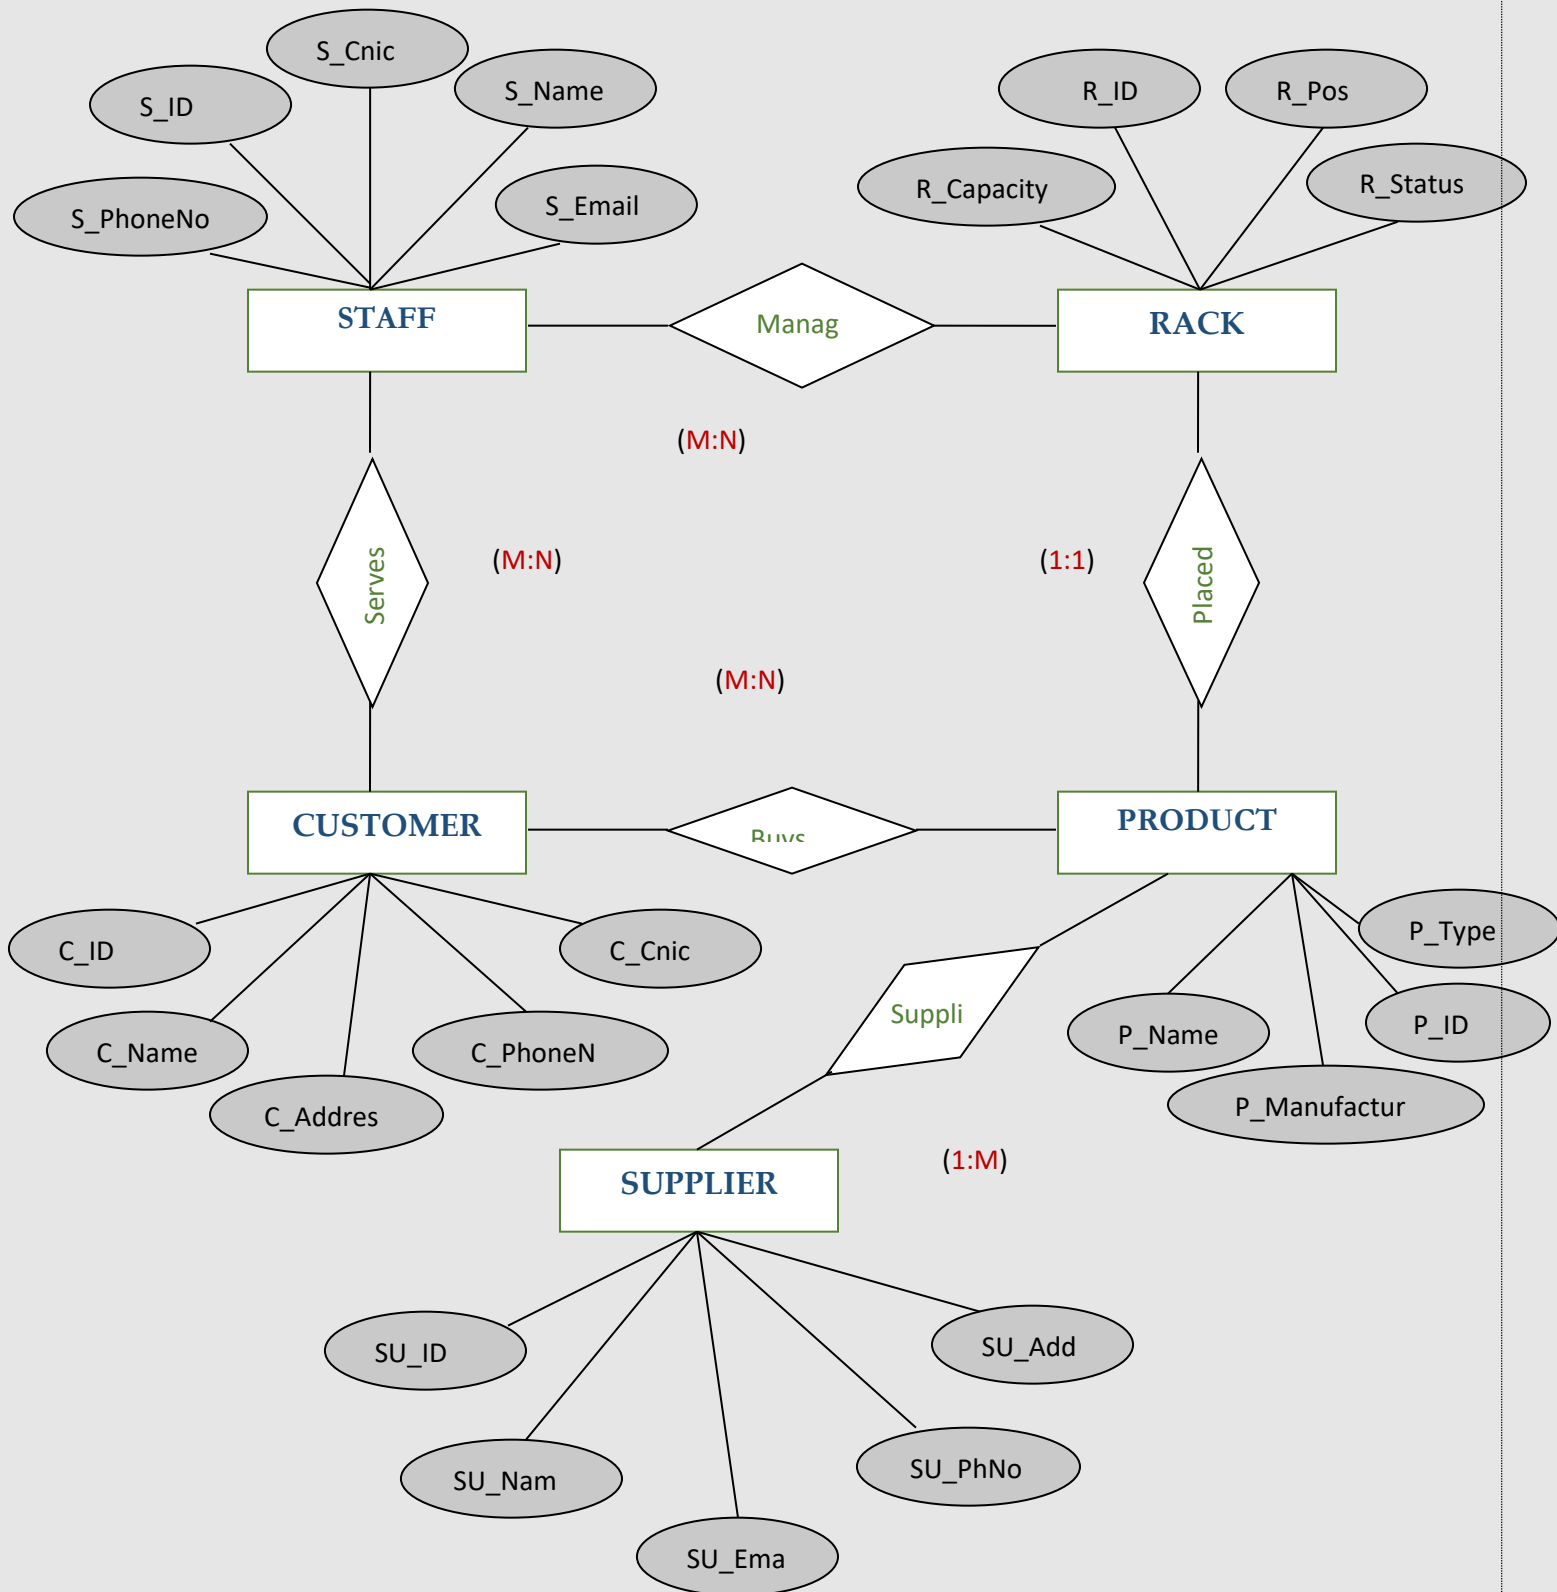 S_Cnic
S_ID
S_Name
R_ID
R_Pos
S_PhoneNo
S_Email
R_Capacity
R_Status
STAFF
Manag
RACK
(M:N)
Serves
(M:N)
(1:1)
Placed
(M:N)
CUSTOMER
Buys
PRODUCT
C_ID
C_Cnic
P_Type
C_Name
C_PhoneN
Suppli
P_Name
P_ID
C_Addres
P_Manufactur
SUPPLIER
(1:M)
SU_ID
SU_Add
SU_Nam
SU_PhNo
SU_Ema